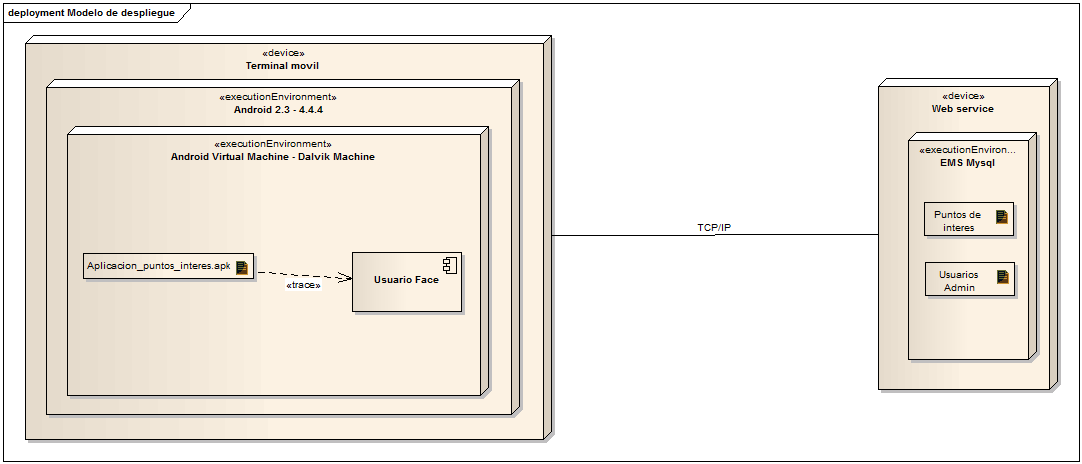 deployment Modelo de despliegue
«device»
Terminal movil
«executionEnvironment»
Android 2.3 - 4.4.4
«executionEnvironment»
Android Virtual Machine - Dalvik Machine
Aplicacion_puntos_interes.apk
«trace»
Usuario Face
TCP/IP
«device»
Web service
«executionEnviron...
EMS Mysql
Puntos de
interes
Usuarios
Admin